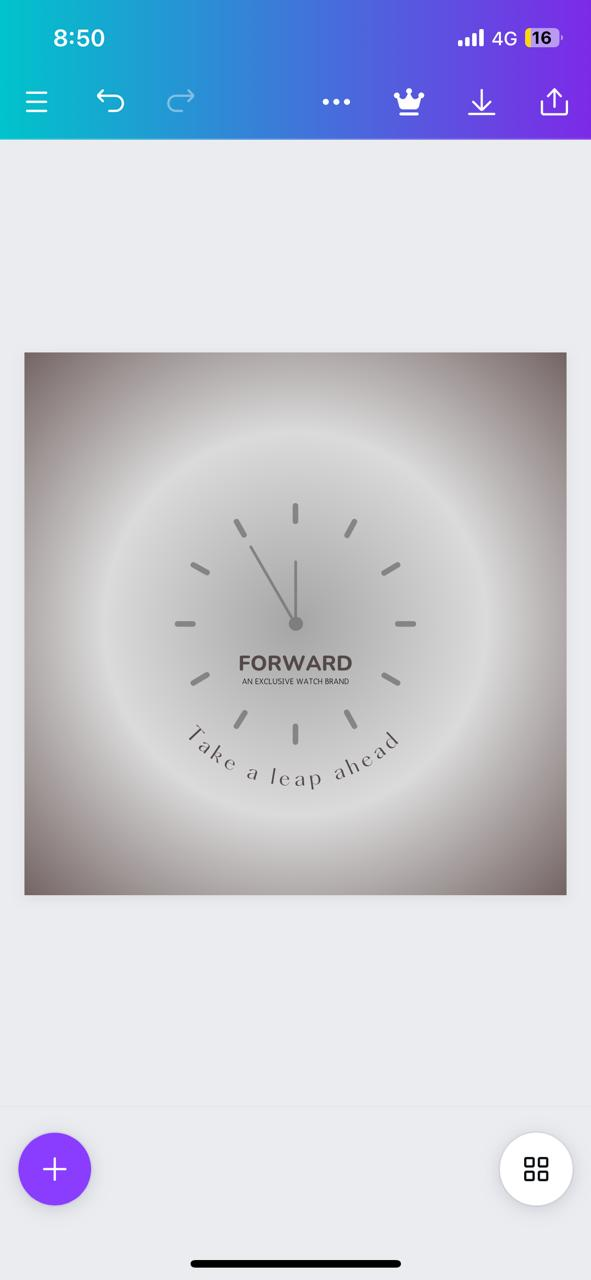 8:50
4G
16
FORWARD
AN EXCLUSIVE WATCH BRAND
Take a leap ahead